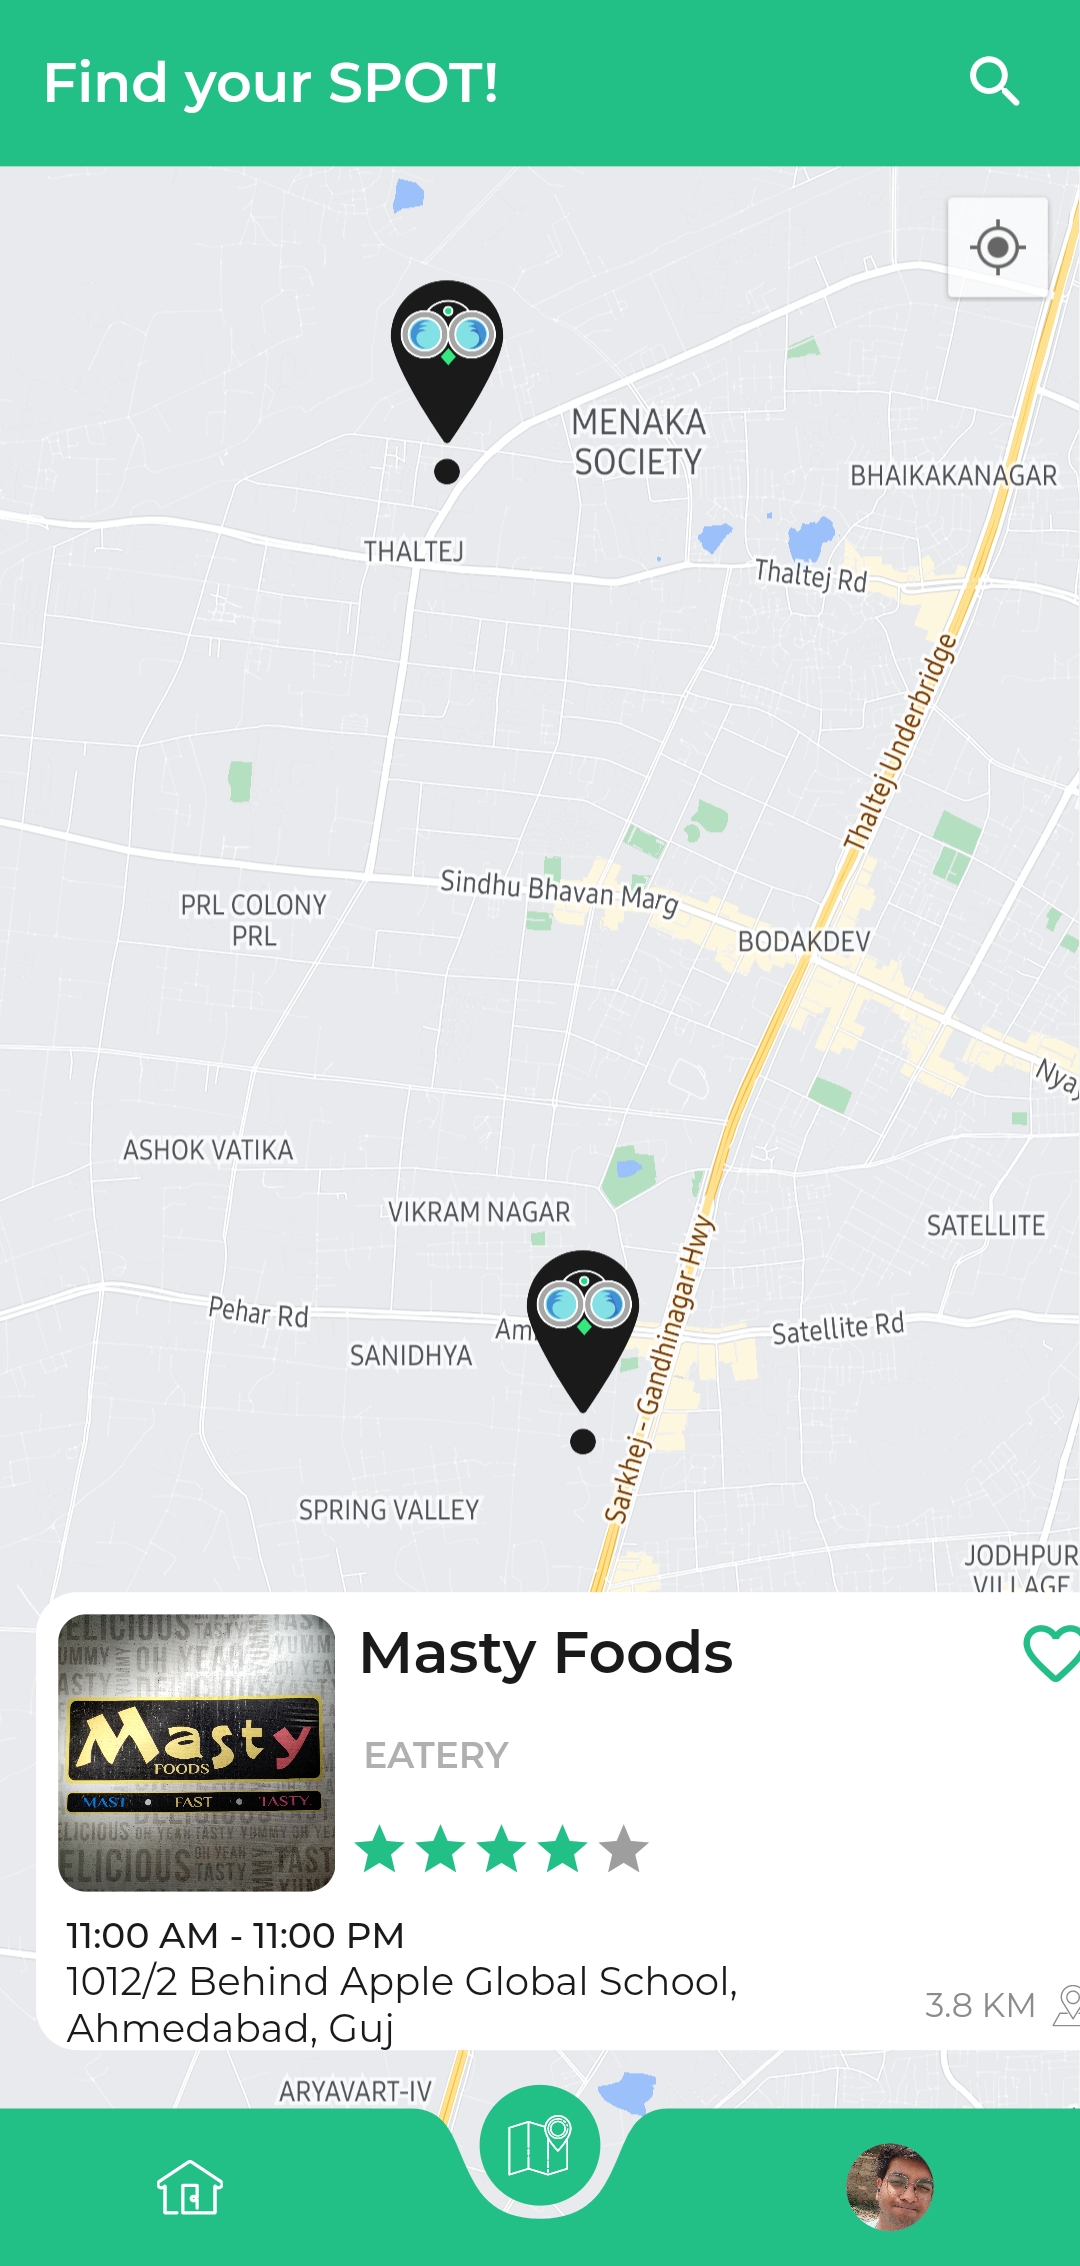 Find your SPOT!
MENAKA
SOCIETY
BHAIKAKANAGAR
THALTEJ
Thaltej Rd
Thaltej Underbridge
Sindhu Bhavan Marg
PRL COLONY
PRL
BODAKDEV
ASHOK VATIKA
VIKRAM NAGAR
SATELLITE
Sarkhej - Gandhinagar Hwy
Pehar Rd
Satellite Rd
SANIDHYA
SPRING VALLEY
JODHPUR
VILLAGE
Masty Foods
EATERY
Masty
FOODS
MAST • FAST • TASTY
11:00 AM - 11:00 PM
1012/2 Behind Apple Global School,
Ahmedabad, Guj
3.8 KM
ARYAVART-IV